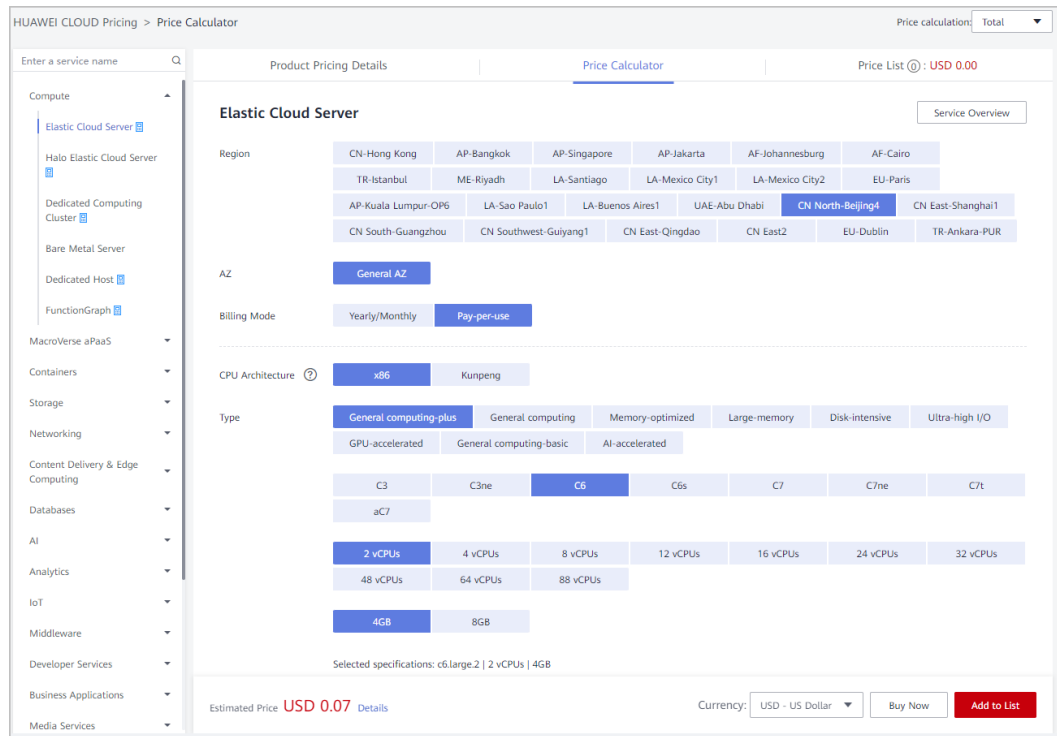 HUAWEI CLOUD Pricing > Price Calculator
Price calculation: Total
Enter a service name
Compute
Elastic Cloud Server
Halo Elastic Cloud Server
Dedicated Computing
Cluster
Bare Metal Server
Dedicated Host
FunctionGraph
MacroVerse aPaaS
Containers
Storage
Networking
Content Delivery & Edge
Computing
Databases
AI
Analytics
IoT
Middleware
Developer Services
Business Applications
Media Services
Product Pricing Details
Price Calculator
Price List (0) : USD 0.00
Elastic Cloud Server
Service Overview
Region
CN-Hong Kong AP-Bangkok AP-Singapore AP-Jakarta AF-Johannesburg AF-Cairo
TR-Istanbul ME-Riyadh LA-Santiago LA-Mexico City1 LA-Mexico City2 EU-Paris
AP-Kuala Lumpur-OP6 LA-Sao Paulo1 LA-Buenos Aires1 UAE-Abu Dhabi CN North-Beijing4 CN East-Shanghai1
CN South-Guangzhou CN Southwest-Guiyang1 CN East-Qingdao CN East2 EU-Dublin TR-Ankara-PUR
AZ General AZ
Billing Mode Yearly/Monthly Pay-per-use
CPU Architecture ? x86 Kunpeng
Type General computing-plus General computing Memory-optimized Large-memory Disk-intensive Ultra-high I/O
GPU-accelerated General computing-basic AI-accelerated
C3 C3ne C6 C6s C7 C7ne C7t
aC7
2 vCPUs 4 vCPUs 8 vCPUs 12 vCPUs 16 vCPUs 24 vCPUs 32 vCPUs
48 vCPUs 64 vCPUs 88 vCPUs
4GB 8GB
Selected specifications: c6.large.2 | 2 vCPUs | 4GB
Estimated Price USD 0.07 Details
Currency: USD - US Dollar
Buy Now
Add to List